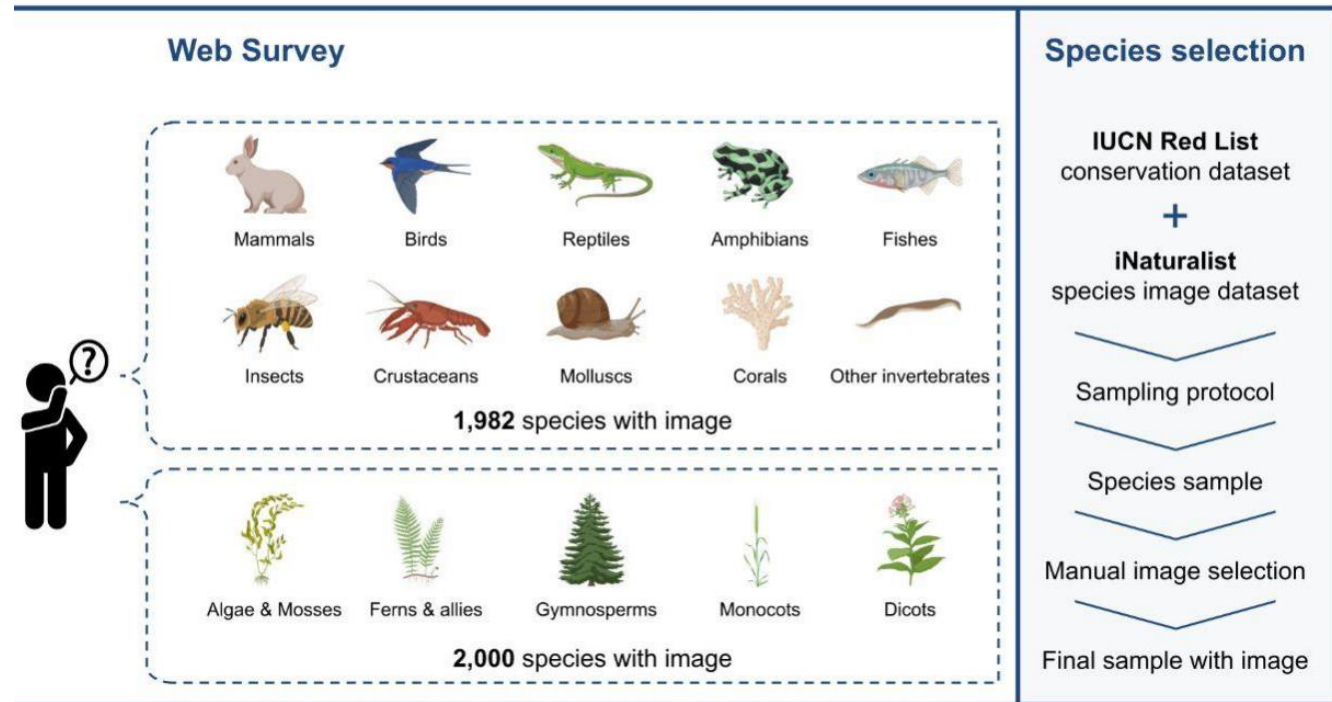 Web Survey
Mammals
Birds
Reptiles
Amphibians
Fishes
Insects
Crustaceans
Molluscs
Corals
Other invertebrates
1,982 species with image
?
Algae & Mosses
Ferns & allies
Gymnosperms
Monocots
Dicots
2,000 species with image
Species selection
IUCN Red List
conservation dataset
+
iNaturalist
species image dataset
Sampling protocol
Species sample
Manual image selection
Final sample with image